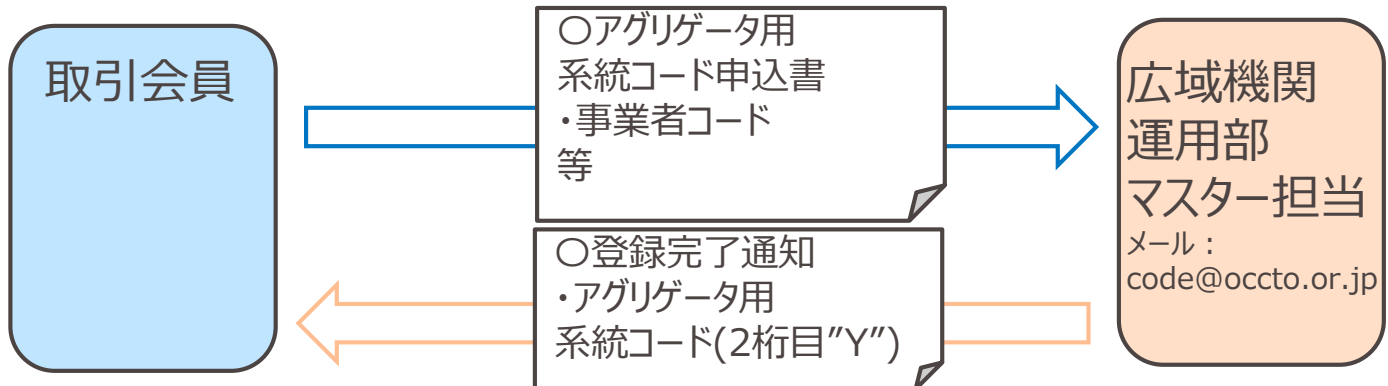 取引会員
〇アグリゲータ用
系統コード申込書
・事業者コード
等
広域機関
運用部
マスター担当
メール：
code@occto.or.jp
〇登録完了通知
・アグリゲータ用
系統コード(2桁目”Y”)